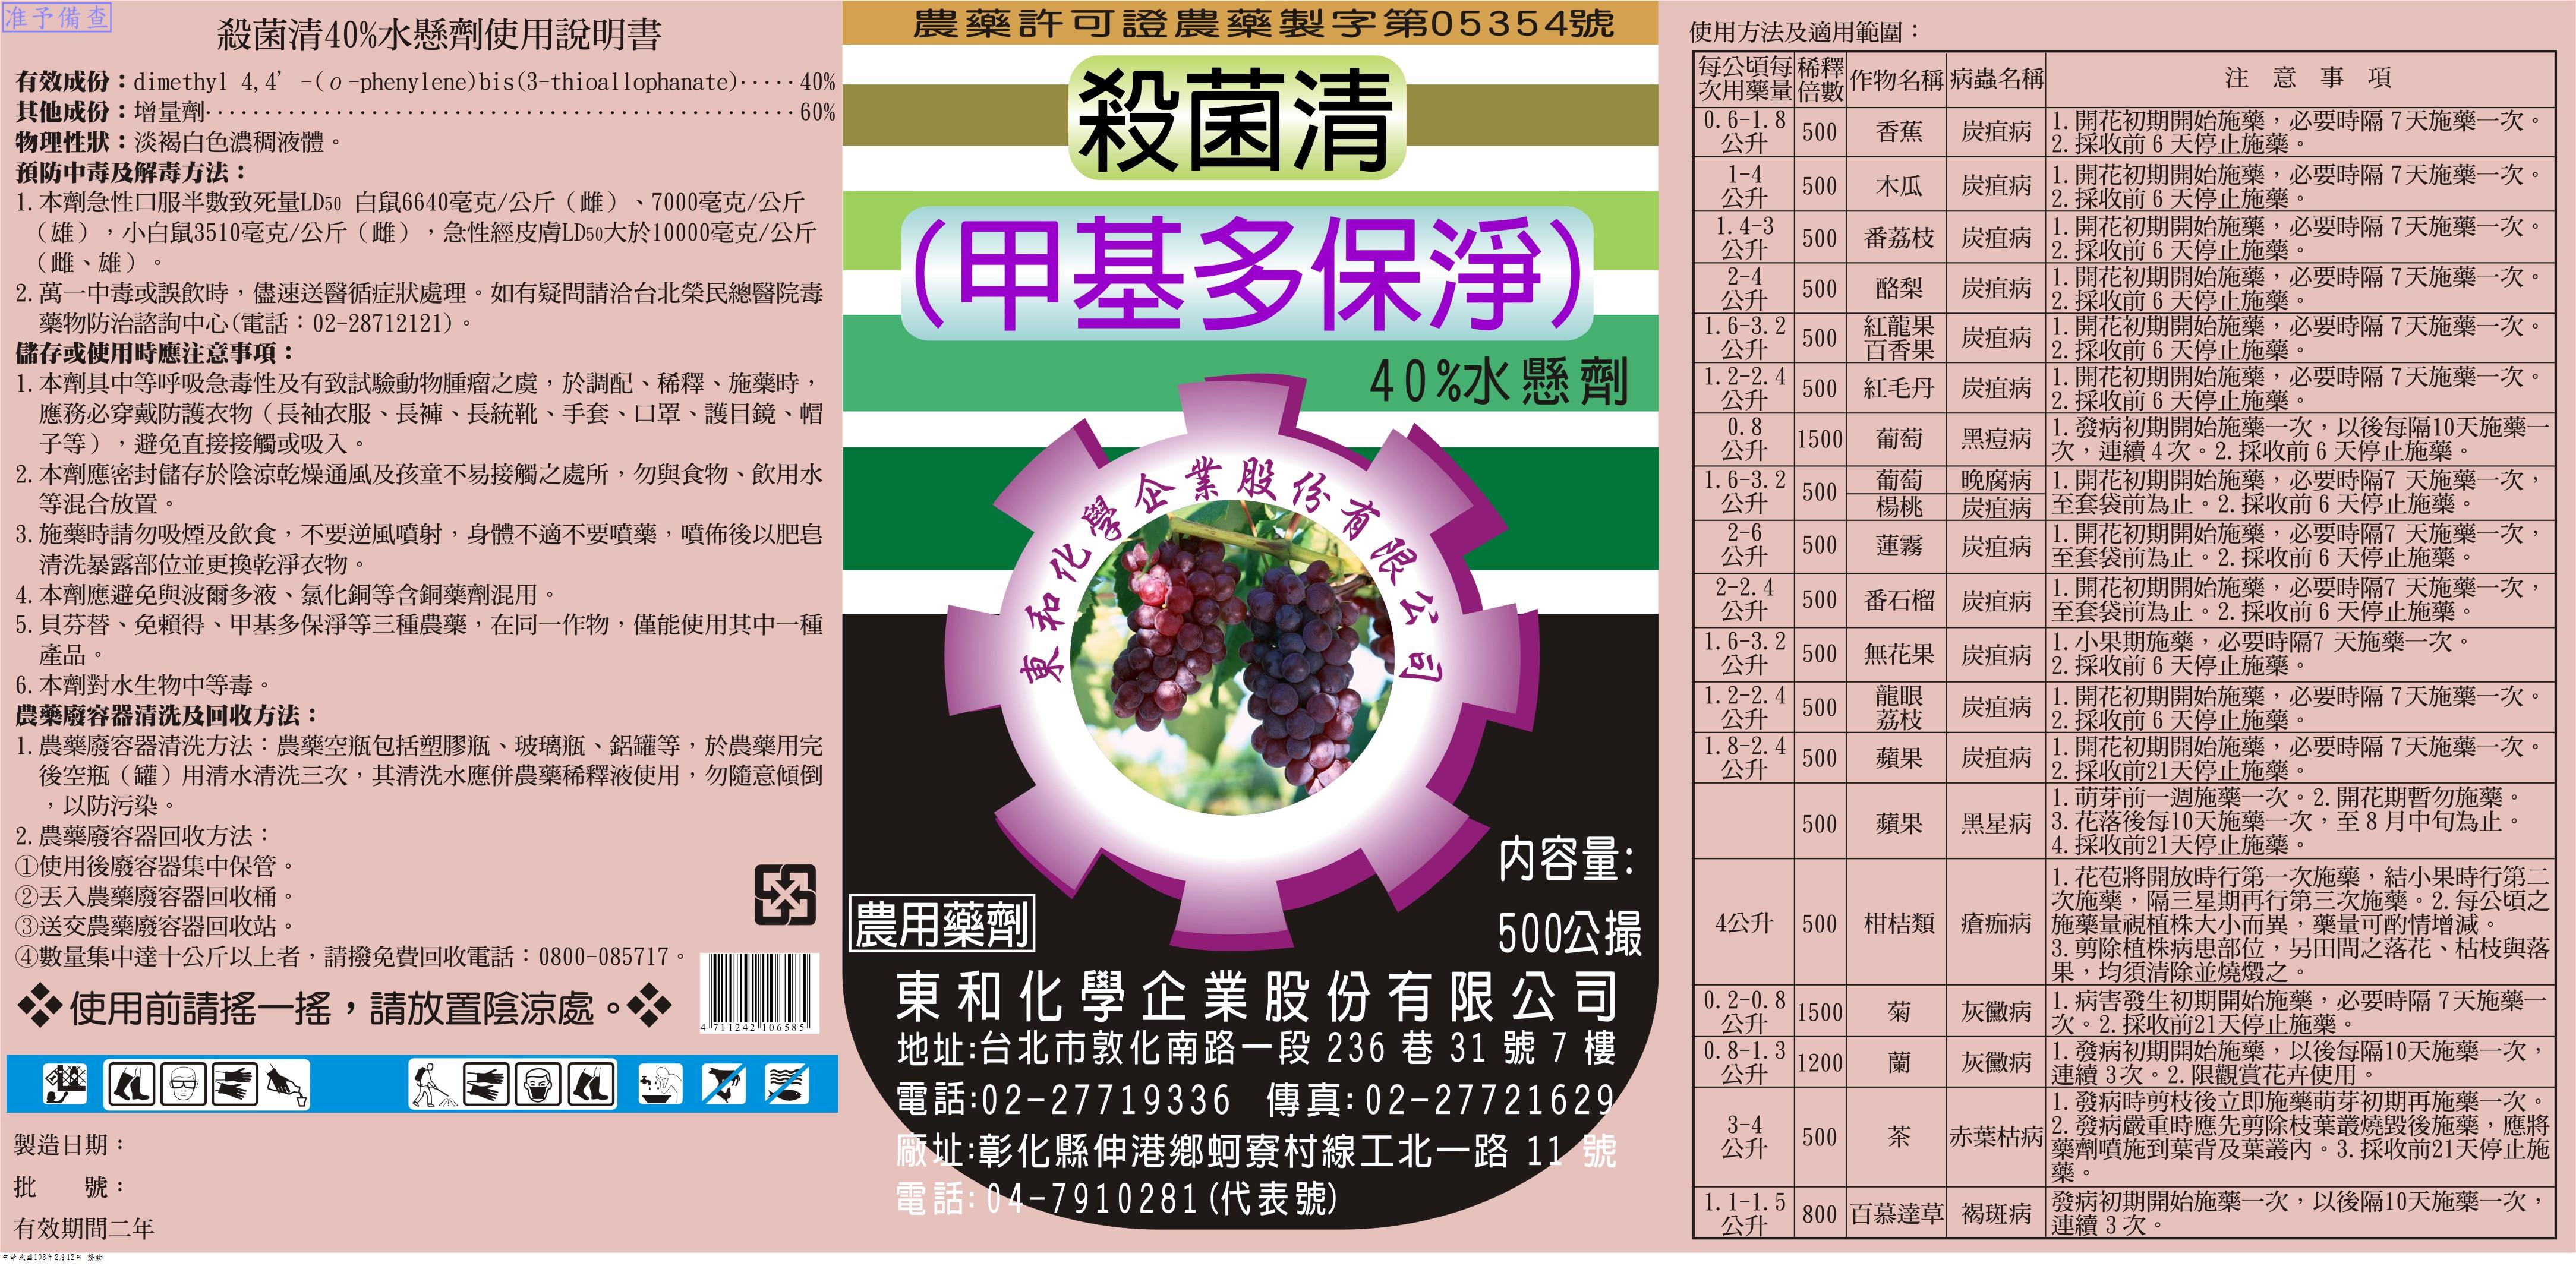 准予備查
殺菌清40%水懸劑使用說明書
有效成份：dimethyl 4,4’-(o-phenylene)bis(3-thioallophanate)·····40%
其他成份：增量劑··················································60%
物理性狀：淡褐白色濃稠液體。
預防中毒及解毒方法：
1.本劑急性口服半數致死量LD50 白鼠6640毫克/公斤（雌）、7000毫克/公斤
（雄），小白鼠3510毫克/公斤（雌），急性經皮膚LD50大於10000毫克/公斤
（雌、雄）。
2.萬一中毒或誤飲時，儘速送醫循症狀處理。如有疑問請洽台北榮民總醫院毒
藥物防治諮詢中心(電話：02-28712121)。
儲存或使用時應注意事項：
1.本劑具中等呼吸急毒性及有致試驗動物腫瘤之虞，於調配、稀釋、施藥時，
應務必穿戴防護衣物（長袖衣服、長褲、長統靴、手套、口罩、護目鏡、帽
子等），避免直接接觸或吸入。
2.本劑應密封儲存於陰涼乾燥通風及孩童不易接觸之處所，勿與食物、飲用水
等混合放置。
3.施藥時請勿吸煙及飲食，不要逆風噴射，身體不適不要噴藥，噴佈後以肥皂
清洗暴露部位並更換乾淨衣物。
4.本劑應避免與波爾多液、氯化銅等含銅藥劑混用。
5.貝芬替、免賴得、甲基多保淨等三種農藥，在同一作物，僅能使用其中一種
產品。
6.本劑對水生物中等毒。
農藥廢容器清洗及回收方法：
1.農藥廢容器清洗方法：農藥空瓶包括塑膠瓶、玻璃瓶、鋁罐等，於農藥用完
後空瓶（罐）用清水清洗三次，其清洗水應併農藥稀釋液使用，勿隨意傾倒
，以防污染。
2.農藥廢容器回收方法：
①使用後廢容器集中保管。
②丟入農藥廢容器回收桶。
③送交農藥廢容器回收站。
④數量集中達十公斤以上者，請撥免費回收電話：0800-085717。
❖使用前請搖一搖，請放置陰涼處。❖
4 711242 106585
製造日期：
批　　號：
有效期間二年
中華民國108年2月12日 簽發
農藥許可證農藥製字第05354號
殺菌清
(甲基多保淨)
40%水懸劑
東和化學企業股份有限公司
內容量:
500公撮
農用藥劑
東和化學企業股份有限公司
地址:台北市敦化南路一段 236 巷 31 號 7 樓
電話:02-27719336 傳真:02-27721629
廠址:彰化縣伸港鄉蚵寮村線工北一路 11 號
電話:04-7910281(代表號)
使用方法及適用範圍：
每公頃每次用藥量 稀釋倍數 作物名稱 病蟲名稱 注 意 事 項
0.6-1.8公升 500 香蕉 炭疽病 1.開花初期開始施藥，必要時隔 7天施藥一次。
2.採收前 6 天停止施藥。
1-4公升 500 木瓜 炭疽病 1.開花初期開始施藥，必要時隔 7天施藥一次。
2.採收前 6 天停止施藥。
1.4-3公升 500 番荔枝 炭疽病 1.開花初期開始施藥，必要時隔 7天施藥一次。
2.採收前 6 天停止施藥。
2-4公升 500 酪梨 炭疽病 1.開花初期開始施藥，必要時隔 7天施藥一次。
2.採收前 6 天停止施藥。
1.6-3.2公升 500 紅龍果 百香果 炭疽病 1.開花初期開始施藥，必要時隔 7天施藥一次。
2.採收前 6 天停止施藥。
1.2-2.4公升 500 紅毛丹 炭疽病 1.開花初期開始施藥，必要時隔 7天施藥一次。
2.採收前 6 天停止施藥。
0.8公升 1500 葡萄 黑痘病 1.發病初期開始施藥一次，以後每隔10天施藥一
次，連續 4 次。2.採收前 6 天停止施藥。
1.6-3.2公升 500 葡萄 晚腐病 1.開花初期開始施藥，必要時隔7 天施藥一次，
楊桃 炭疽病 至套袋前為止。2.採收前 6 天停止施藥。
2-6公升 500 蓮霧 炭疽病 1.開花初期開始施藥，必要時隔7 天施藥一次，
至套袋前為止。2.採收前 6 天停止施藥。
2-2.4公升 500 番石榴 炭疽病 1.開花初期開始施藥，必要時隔7 天施藥一次，
至套袋前為止。2.採收前 6 天停止施藥。
1.6-3.2公升 500 無花果 炭疽病 1.小果期施藥，必要時隔7 天施藥一次。
2.採收前 6 天停止施藥。
1.2-2.4公升 500 龍眼 荔枝 炭疽病 1.開花初期開始施藥，必要時隔 7天施藥一次。
2.採收前 6 天停止施藥。
1.8-2.4公升 500 蘋果 炭疽病 1.開花初期開始施藥，必要時隔 7天施藥一次。
2.採收前21天停止施藥。
500 蘋果 黑星病 1.萌芽前一週施藥一次。2.開花期暫勿施藥。
3.花落後每10天施藥一次，至 8 月中旬為止。
4.採收前21天停止施藥。
4公升 500 柑桔類 瘡痂病 1.花苞將開放時行第一次施藥，結小果時行第二
次施藥，隔三星期再行第三次施藥。2.每公頃之
施藥量視植株大小而異，藥量可酌情增減。
3.剪除植株病患部位，另田間之落花、枯枝與落
果，均須清除並燒燬之。
0.2-0.8公升 1500 菊 灰黴病 1.病害發生初期開始施藥，必要時隔 7天施藥一
次。2.採收前21天停止施藥。
0.8-1.3公升 1200 蘭 灰黴病 1.發病初期開始施藥，以後每隔10天施藥一次，
連續 3次。2.限觀賞花卉使用。
3-4公升 500 茶 赤葉枯病 1.發病時剪枝後立即施藥萌芽初期再施藥一次。
2.發病嚴重時應先剪除枝葉叢燒毀後施藥，應將
藥劑噴施到葉背及葉叢內。3.採收前21天停止施
藥。
1.1-1.5公升 800 百慕達草 褐斑病 發病初期開始施藥一次，以後隔10天施藥一次，
連續 3 次。